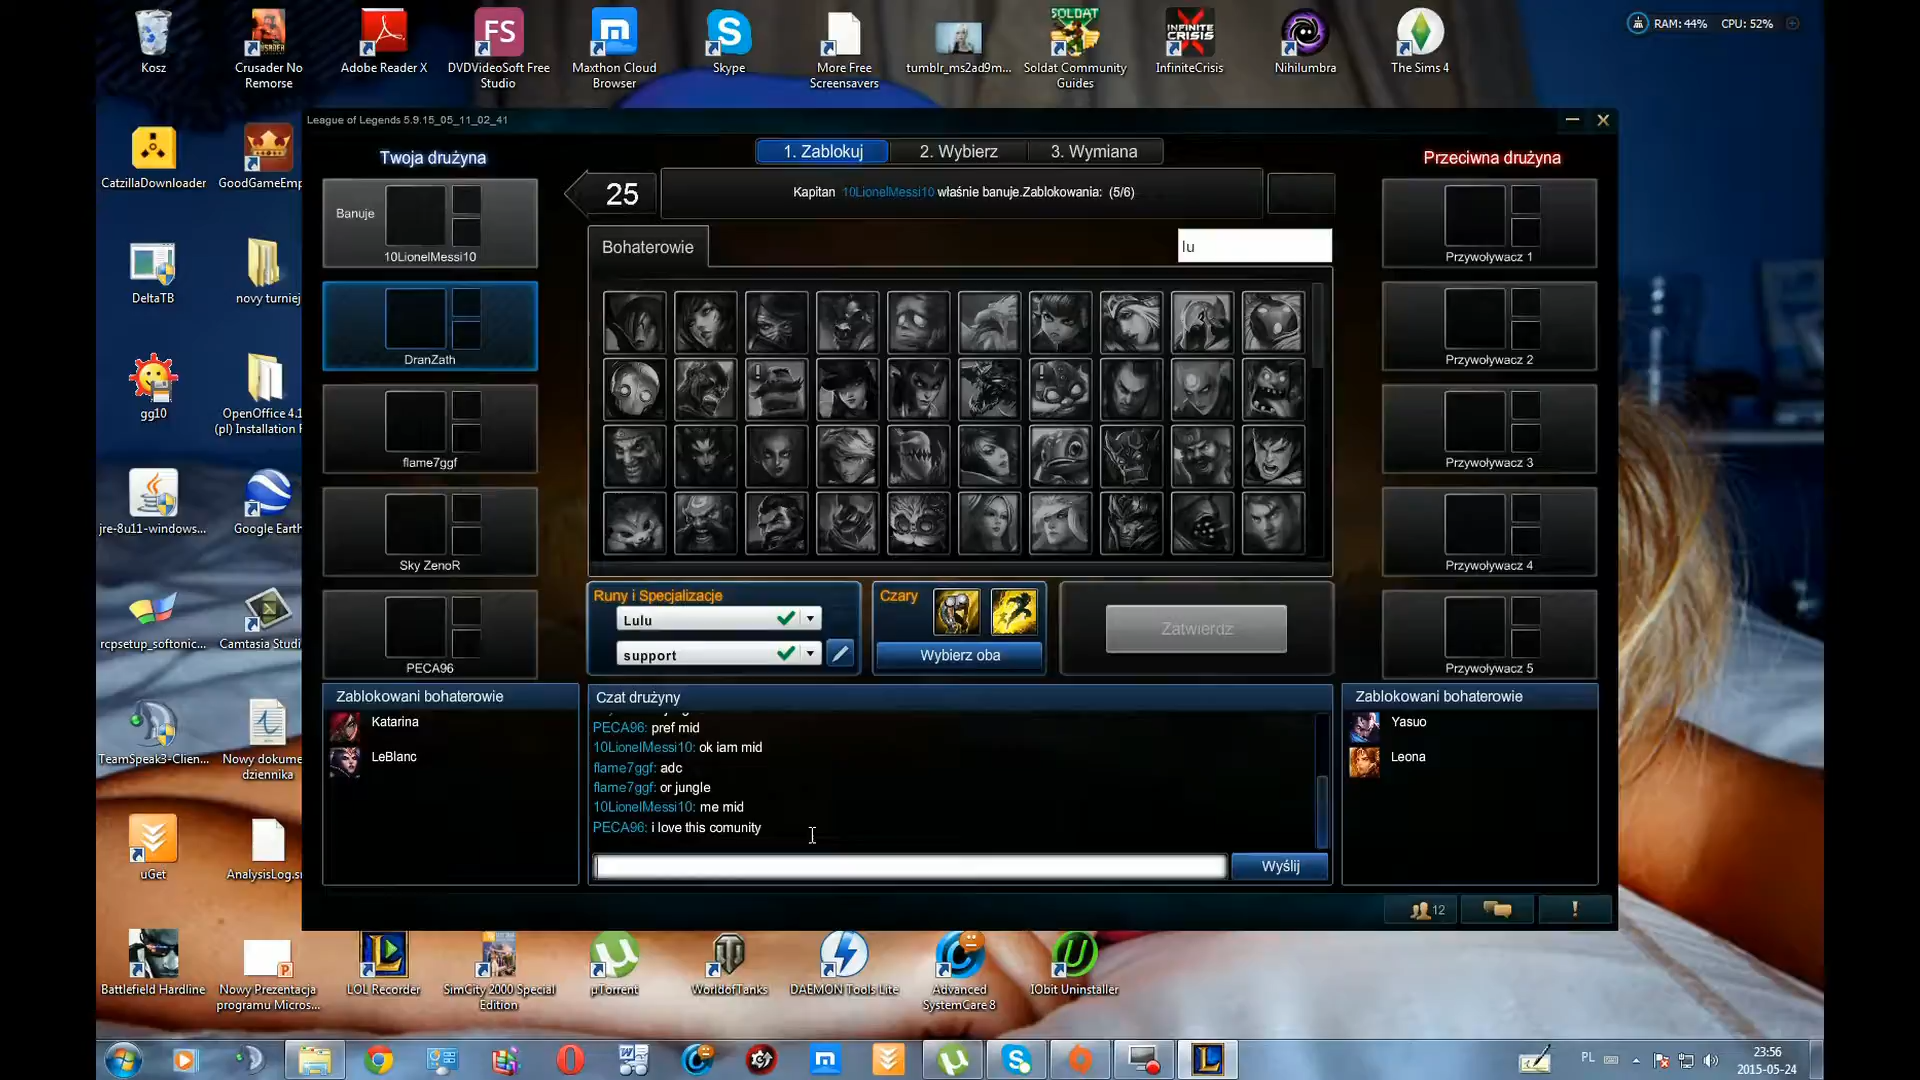 Kosz
Crusader No
Remorse
Adobe Reader X
DVDVideoSoft Free
Studio
Maxthon Cloud
Browser
Skype
More Free
Screensavers
tumblr_ms2ad9m...
Soldat Community
Guides
InfiniteCrisis
Nihilumbra
The Sims 4
RAM: 44% CPU: 52%
CatzillaDownloader
GoodGameEmp
DeltaTB
novy turniej
gg10
OpenOffice 4.1
(pl) Installation F
jre-8u11-windows...
Google Earth
rcpsetup_softonic...
Camtasia Studi
TeamSpeak3-Clien...
Nowy dokume
dziennika
uGet
AnalysisLog.sr
League of Legends 5.9.15_05_11_02_41
Twoja drużyna
1. Zablokuj
2. Wybierz
3. Wymiana
Przeciwna drużyna
25
Kapitan 10LionelMessi10 właśnie banuje.Zablokowania: (5/6)
Banuje
10LionelMessi10
DranZath
flame7ggf
Sky ZenoR
PECA96
Bohaterowie
lu
Przywoływacz 1
Przywoływacz 2
Przywoływacz 3
Przywoływacz 4
Przywoływacz 5
Runy i Specjalizacje
Lulu
support
Czary
Wybierz oba
Zatwierdz
Zablokowani bohaterowie
Katarina
LeBlanc
Czat drużyny
PECA96: pref mid
10LionelMessi10: ok iam mid
flame7ggf: adc
flame7ggf: or jungle
10LionelMessi10: me mid
PECA96: i love this comunity
Wyślij
Zablokowani bohaterowie
Yasuo
Leona
12
Battlefield Hardline
Nowy Prezentacja
programu Micros...
LOL Recorder
SimCity 2000 Special
Edition
µTorrent
WorldofTanks
DAEMON Tools Lite
Advanced
SystemCare 8
IObit Uninstaller
PL
23:56
2015-05-24